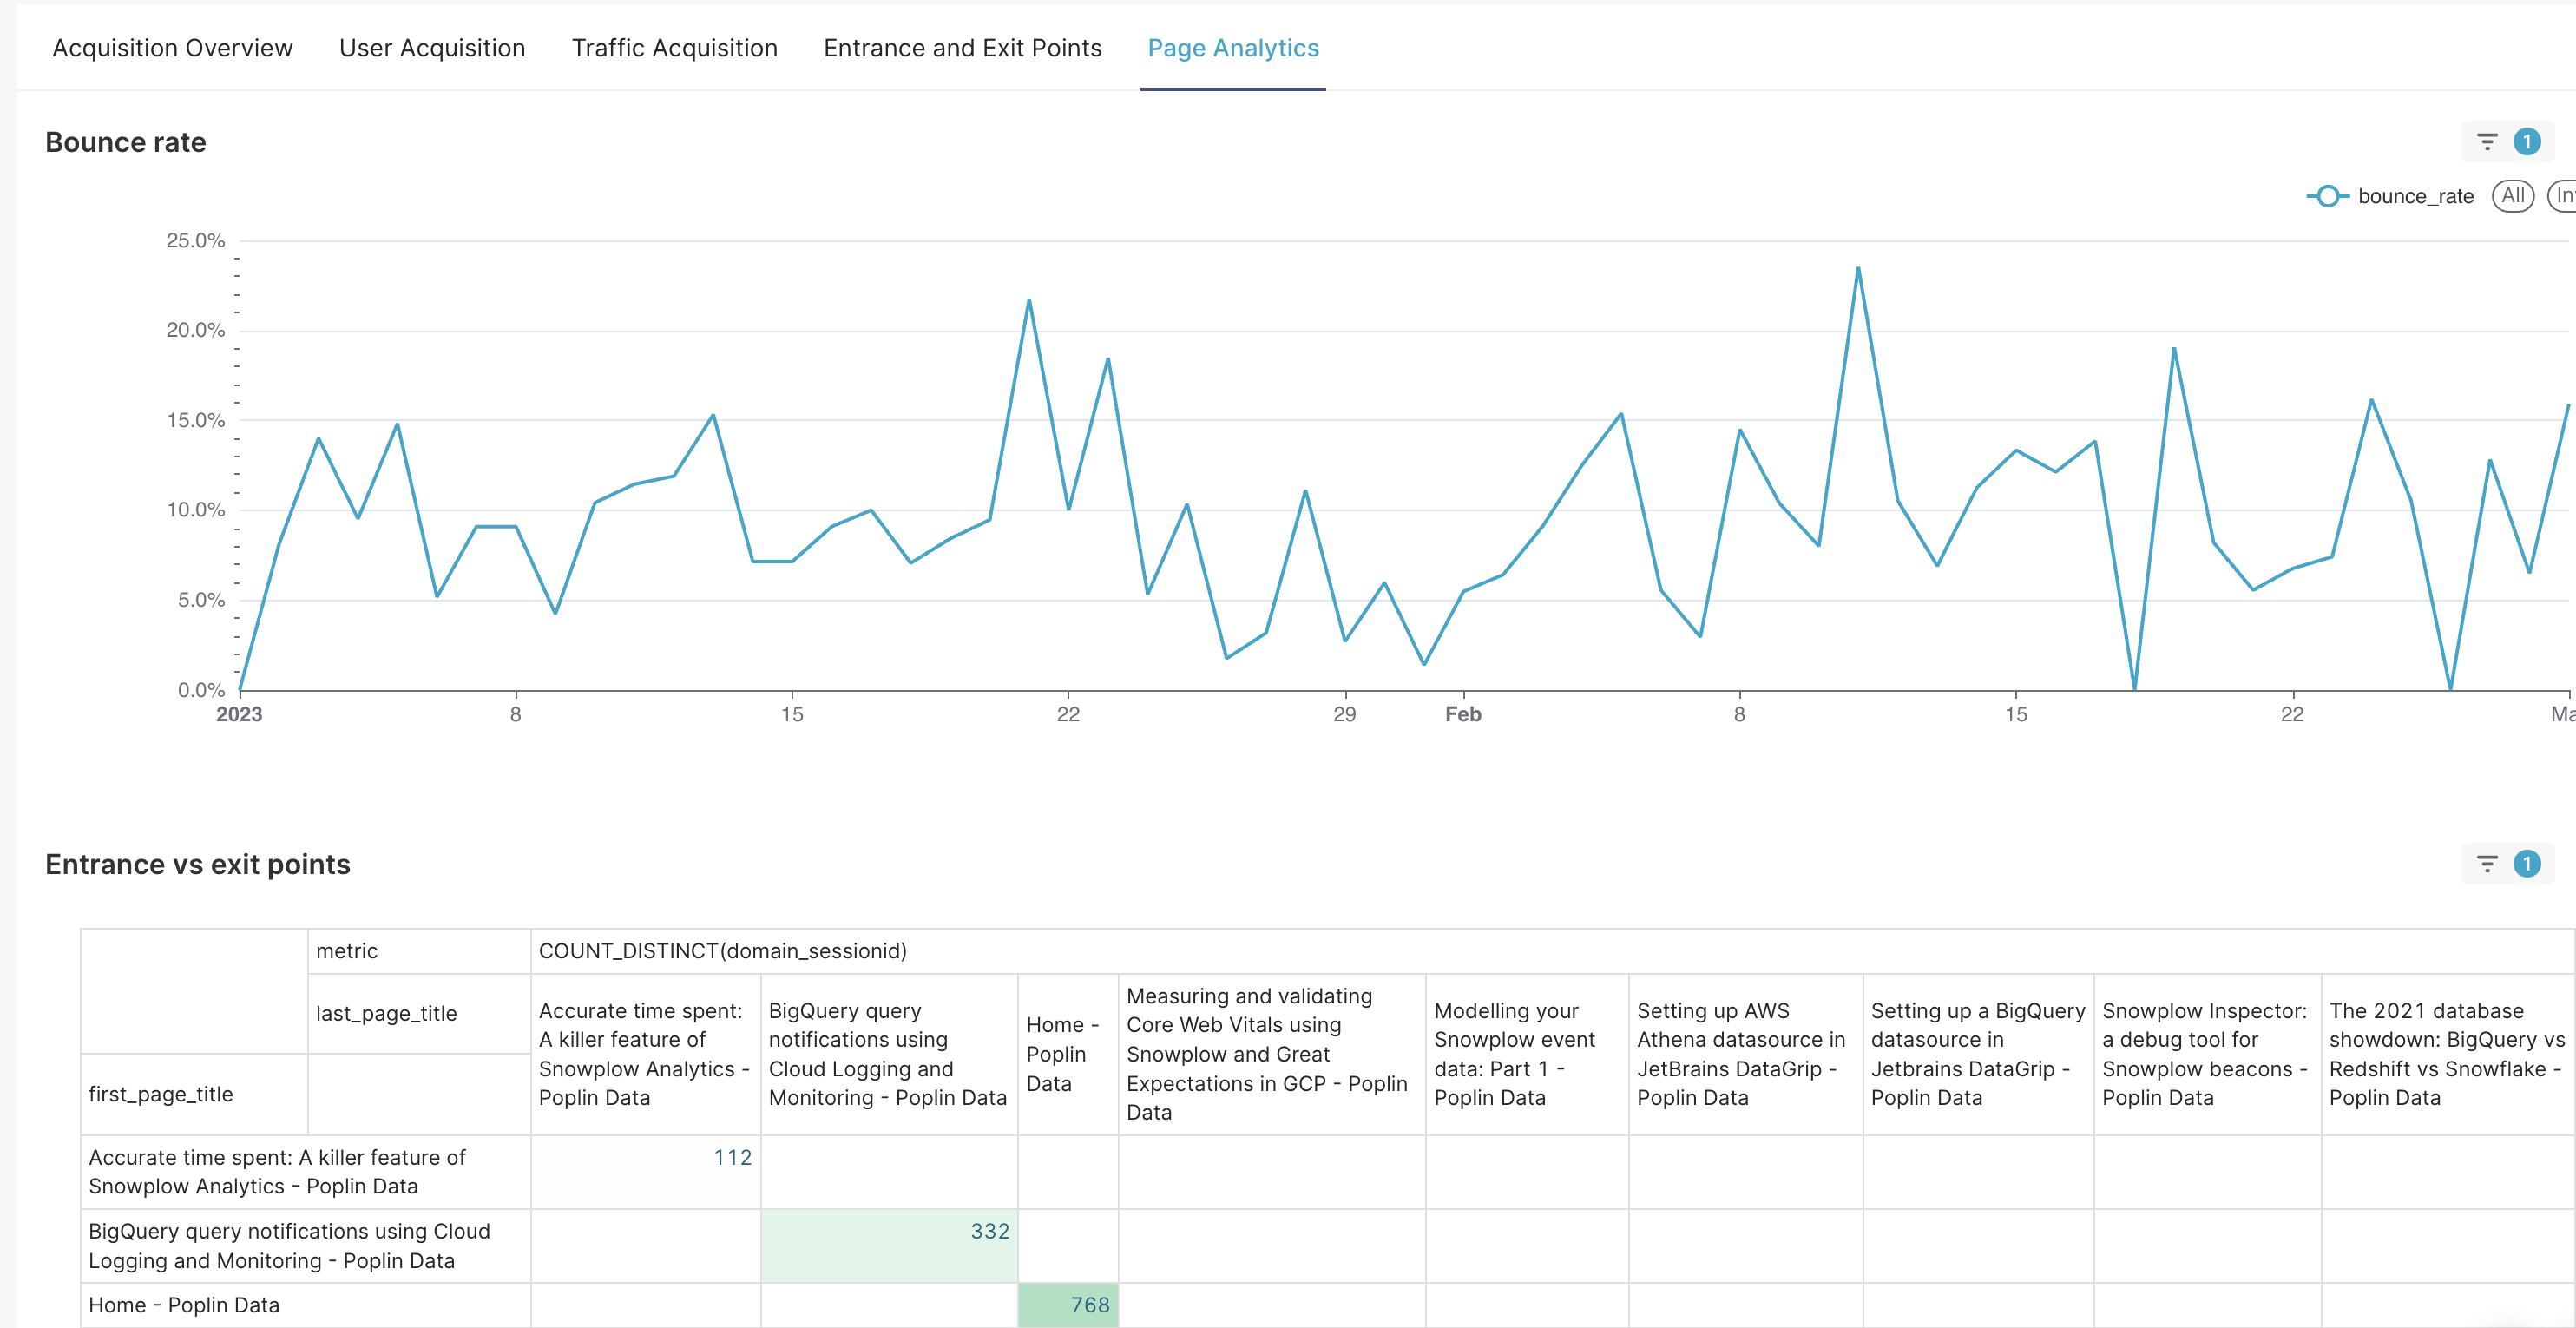 Acquisition Overview User Acquisition Traffic Acquisition Entrance and Exit Points Page Analytics
Bounce rate
1
bounce_rate All
25.0%
20.0%
15.0%
10.0%
5.0%
0.0%
2023 8 15 22 29 Feb 8 15 22
Entrance vs exit points
1
metric
COUNT_DISTINCT(domain_sessionid)
last_page_title
first_page_title
Accurate time spent:
A killer feature of
Snowplow Analytics -
Poplin Data
BigQuery query
notifications using
Cloud Logging and
Monitoring - Poplin Data
Home -
Poplin
Data
Measuring and validating
Core Web Vitals using
Snowplow and Great
Expectations in GCP - Poplin
Data
Modelling your
Snowplow event
data: Part 1 -
Poplin Data
Setting up AWS
Athena datasource in
JetBrains DataGrip -
Poplin Data
Setting up a BigQuery
datasource in
Jetbrains DataGrip -
Poplin Data
Snowplow Inspector:
a debug tool for
Snowplow beacons -
Poplin Data
The 2021 database
showdown: BigQuery vs
Redshift vs Snowflake -
Poplin Data
Accurate time spent: A killer feature of
Snowplow Analytics - Poplin Data
112
BigQuery query notifications using Cloud
Logging and Monitoring - Poplin Data
332
Home - Poplin Data
768